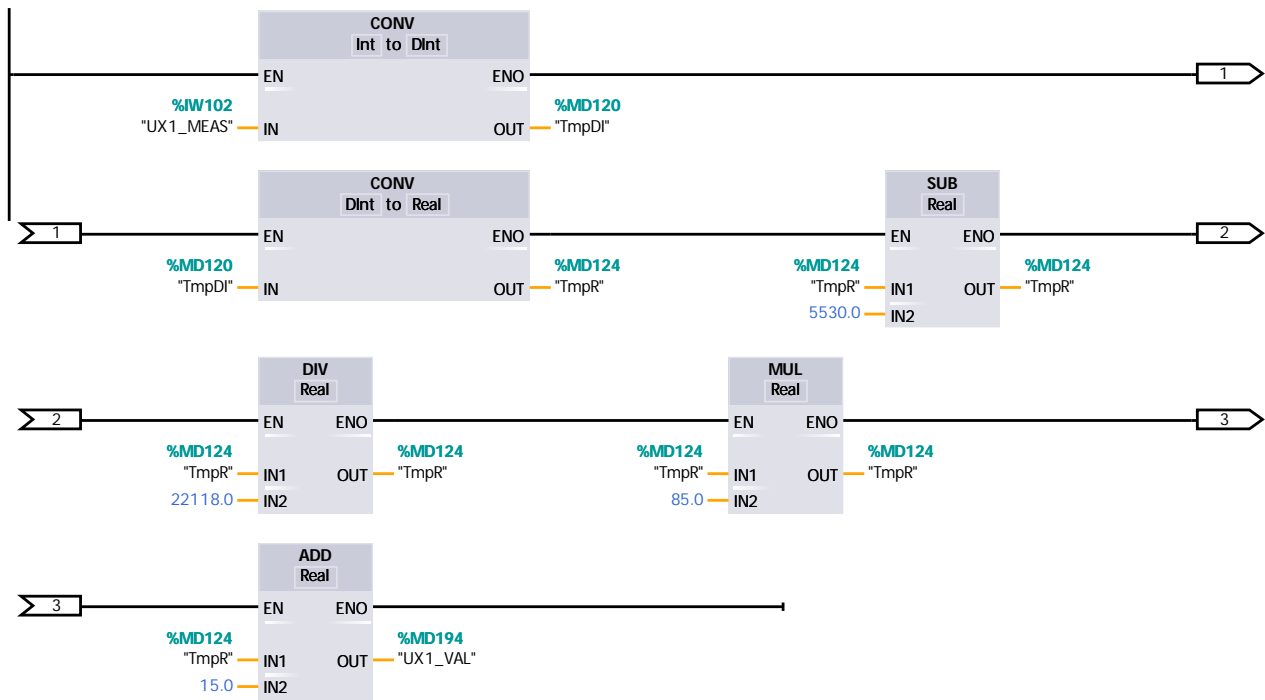 CONV
Int to DInt
EN ENO 1
%IW102 %MD120
"UX1_MEAS" IN OUT "TmpDI"
CONV SUB
DInt to Real Real
1 EN ENO EN ENO 2
%MD120 %MD124 %MD124 %MD124
"TmpDI" IN OUT "TmpR" "TmpR" IN1 OUT "TmpR"
5530.0 IN2
DIV MUL
Real Real
2 EN ENO EN ENO 3
%MD124 %MD124 %MD124 %MD124
"TmpR" IN1 OUT "TmpR" "TmpR" IN1 OUT "TmpR"
22118.0 IN2 85.0 IN2
ADD
Real
3 EN ENO
%MD124 %MD194
"TmpR" IN1 OUT "UX1_VAL"
15.0 IN2